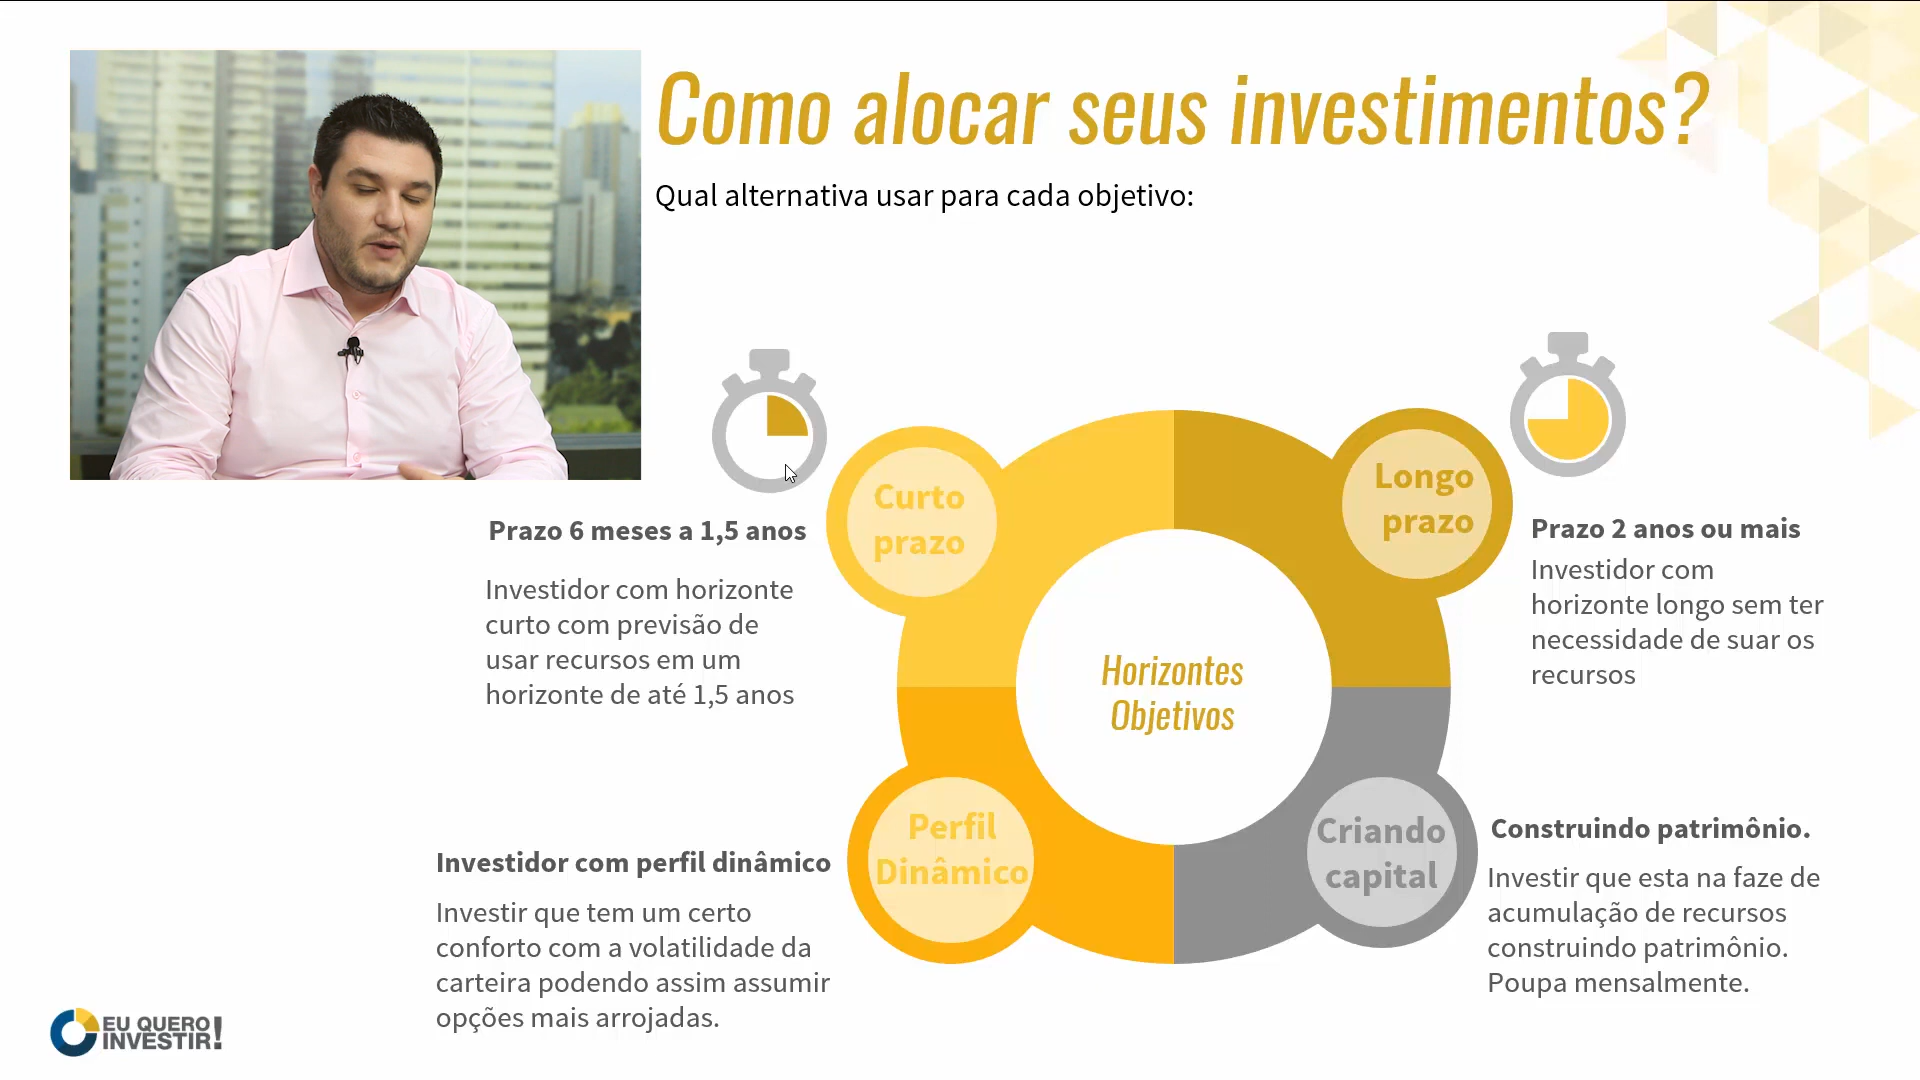 Como alocar seus investimentos?
Qual alternativa usar para cada objetivo:
Curto
prazo
Prazo 6 meses a 1,5 anos
Investidor com horizonte
curto com previsão de
usar recursos em um
horizonte de até 1,5 anos
Longo
prazo
Prazo 2 anos ou mais
Investidor com
horizonte longo sem ter
necessidade de suar os
recursos
Horizontes
Objetivos
Perfil
Dinâmico
Investidor com perfil dinâmico
Investir que tem um certo
conforto com a volatilidade da
carteira podendo assim assumir
opções mais arrojadas.
Criando
capital
Construindo patrimônio.
Investir que esta na faze de
acumulação de recursos
construindo patrimônio.
Poupa mensalmente.
EU QUERO
INVESTIR!